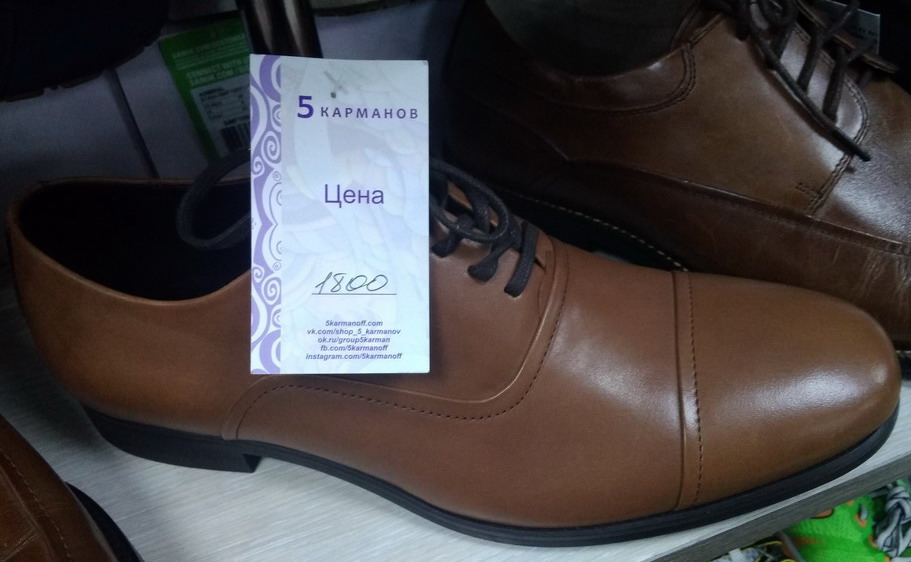 5 КАРМАНОВ
Цена
1800
5karmanoff.com
vk.com/shop_5_karmanov
ok.ru/group5karman
fb.com/5karmanoff
instagram.com/5karmanoff